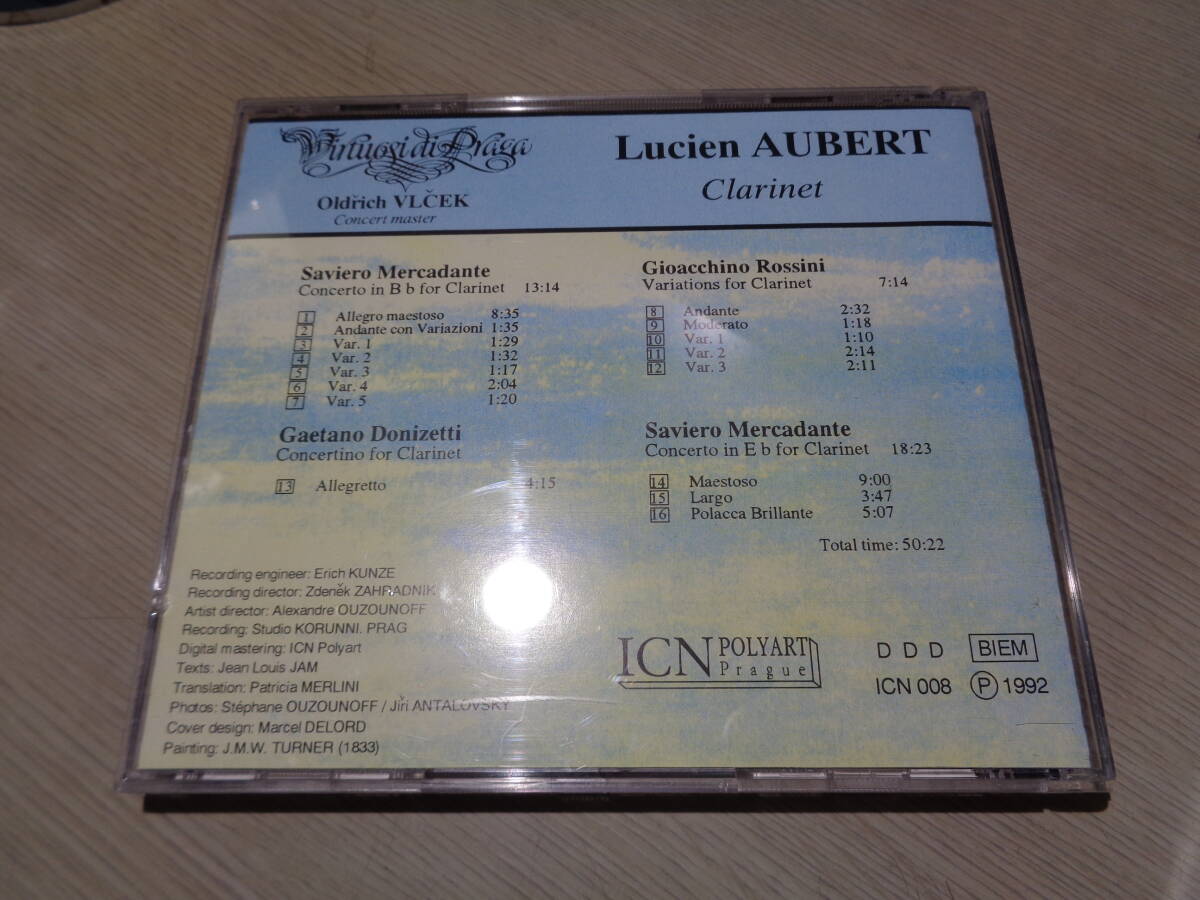 Virtuosi di Praga
Oldřich VLČEK
Concert master
Lucien AUBERT
Clarinet
Saviero Mercadante
Concerto in B b for Clarinet 13:14
1 Allegro maestoso 8:35
2 Andante con Variazioni 1:35
3 Var. 1 1:29
4 Var. 2 1:32
5 Var. 3 1:17
6 Var. 4 2:04
7 Var. 5 1:20
Gaetano Donizetti
Concertino for Clarinet
13 Allegretto 4:15
Gioacchino Rossini
Variations for Clarinet 7:14
8 Andante 2:32
9 Moderato 1:18
10 Var. 1 1:10
11 Var. 2 2:14
12 Var. 3 2:11
Saviero Mercadante
Concerto in E b for Clarinet 18:23
14 Maestoso 9:00
15 Largo 3:47
16 Polacca Brillante 5:07
Total time: 50:22
Recording engineer: Erich KUNZE
Recording director: Zdeněk ZAHRADNIK
Artist director: Alexandre OUZOUNOFF
Recording: Studio KORUNNI. PRAG
Digital mastering: ICN Polyart
Texts: Jean Louis JAM
Translation: Patricia MERLINI
Photos: Stéphane OUZOUNOFF / Jiři ANTALOVSKY
Cover design: Marcel DELORD
Painting: J.M.W. TURNER (1833)
ICN POLYART
Prague
D D D BIEM
ICN 008 Ⓟ 1992